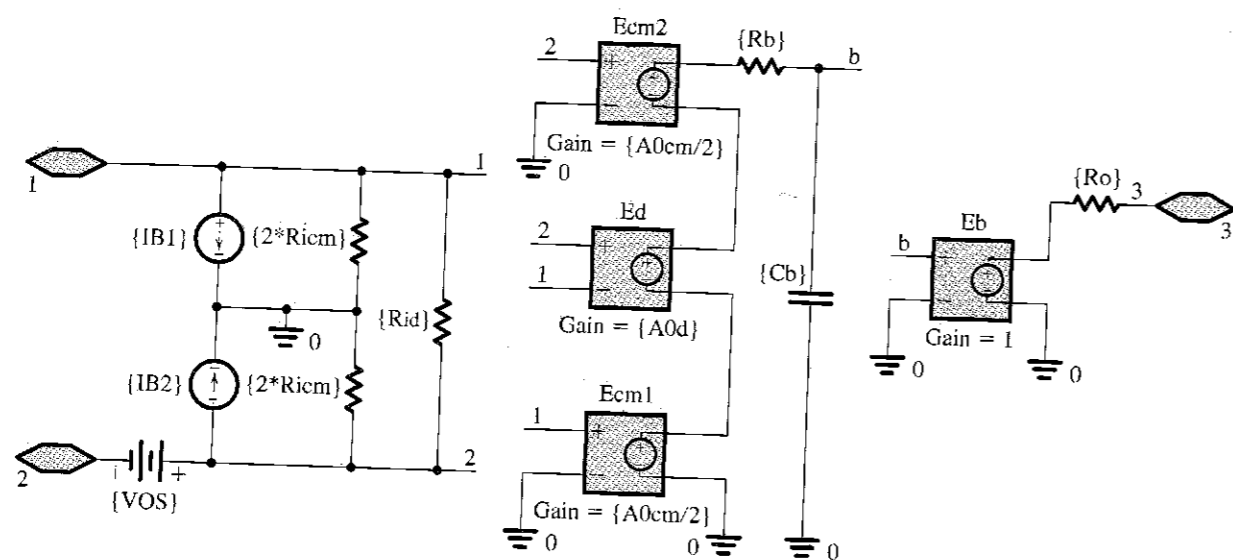 Ecm2
{Rb}
2
b
Gain = {A0cm/2}
0
1
1
{Ro}
3
3
{IB1}
{2*Ricm}
Ed
2
1
Gain = {A0d}
Eb
b
Gain = 1
0
0
{Cb}
{Rid}
0
{IB2}
{2*Ricm}
Ecm1
1
Gain = {A0cm/2}
0
0
0
2
2
{VOS}